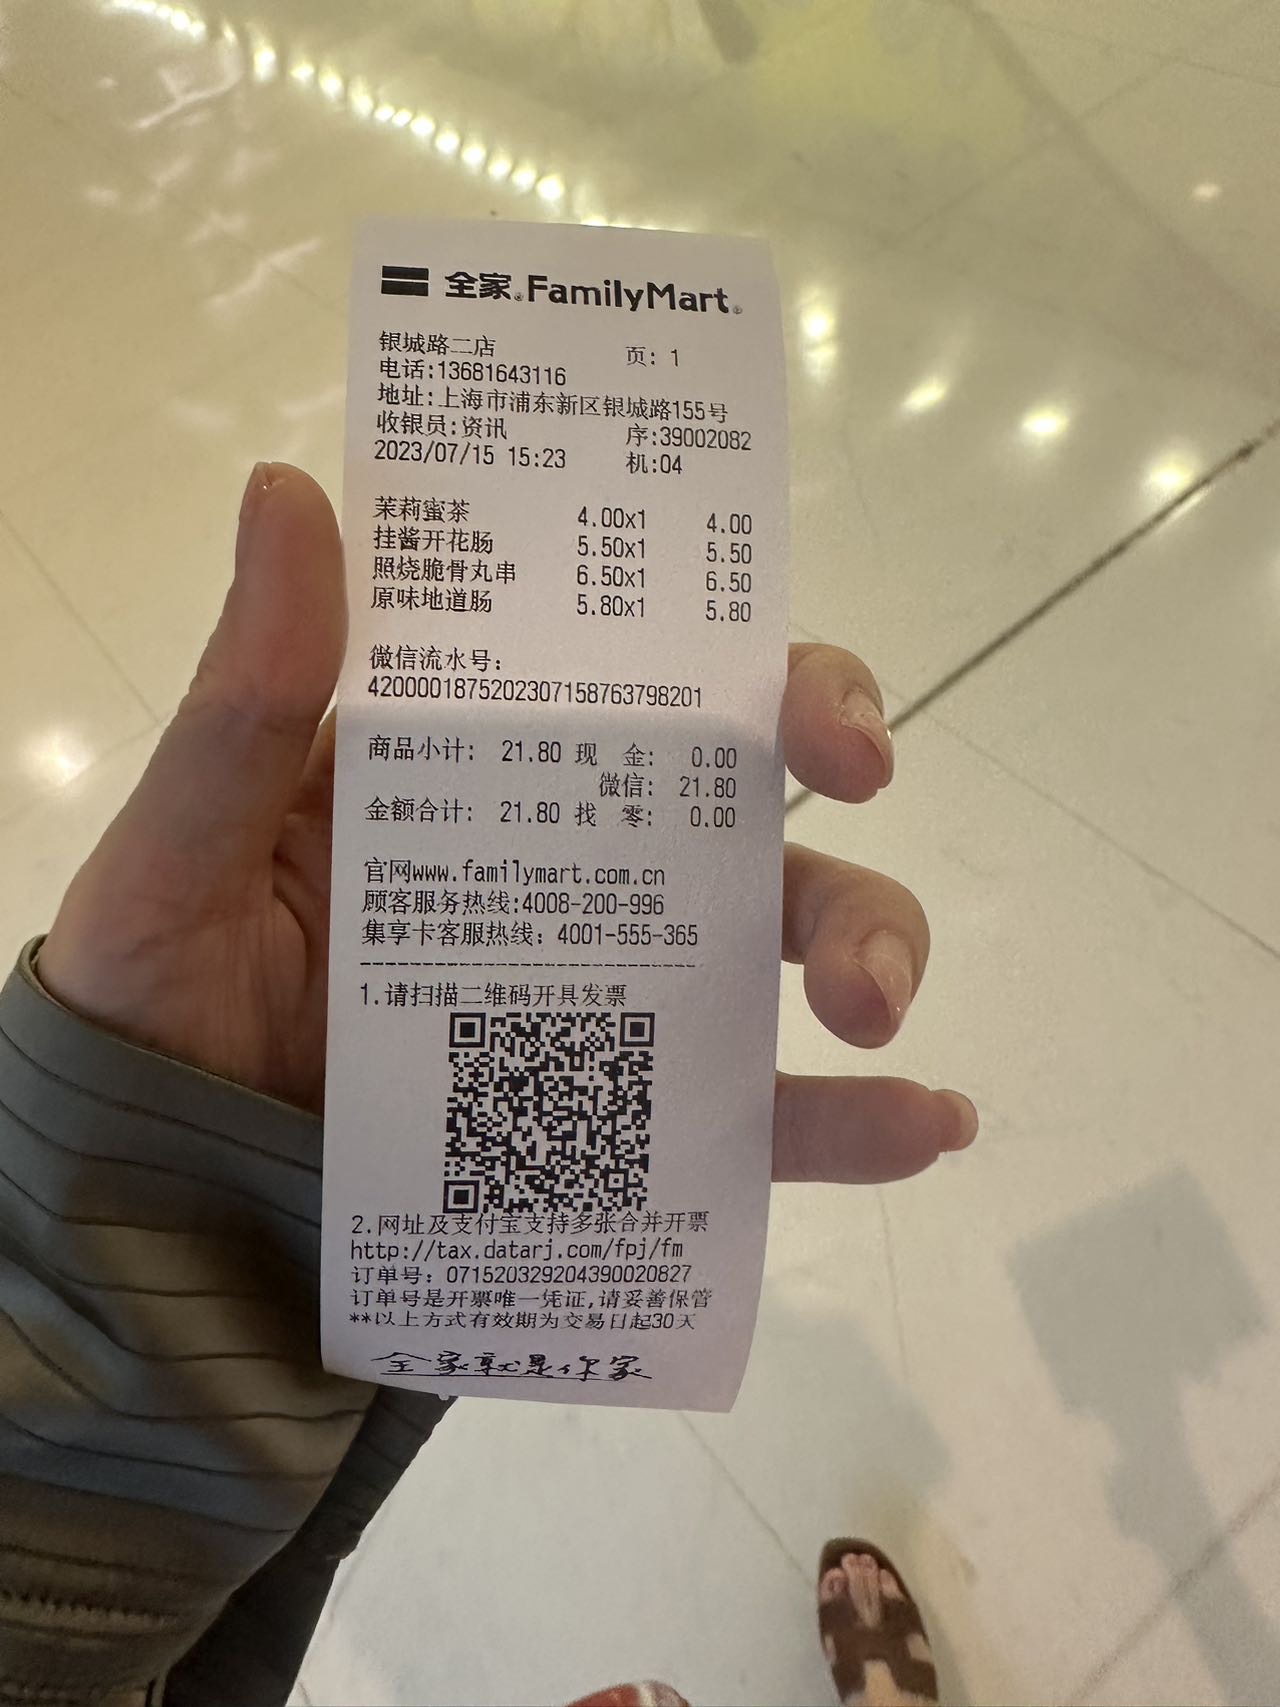 全家 FamilyMart
银城路二店 页: 1
电话:13681643116
地址:上海市浦东新区银城路155号
收银员:资讯 序:39002082
2023/07/15 15:23 机:04
茉莉蜜茶 4.00x1 4.00
挂酱开花肠 5.50x1 5.50
照烧脆骨丸串 6.50x1 6.50
原味地道肠 5.80x1 5.80
微信流水号:
4200001875202307158763798201
商品小计: 21.80 现 金: 0.00
微信: 21.80
金额合计: 21.80 找 零: 0.00
官网www.familymart.com.cn
顾客服务热线:4008-200-996
集享卡客服热线: 4001-555-365
1.请扫描二维码开具发票
2.网址及支付宝支持多张合并开票
http://tax.datarj.com/fpj/fm
订单号: 071520329204390020827
订单号是开票唯一凭证,请妥善保管
**以上方式有效期为交易日起30天
全家就是你家